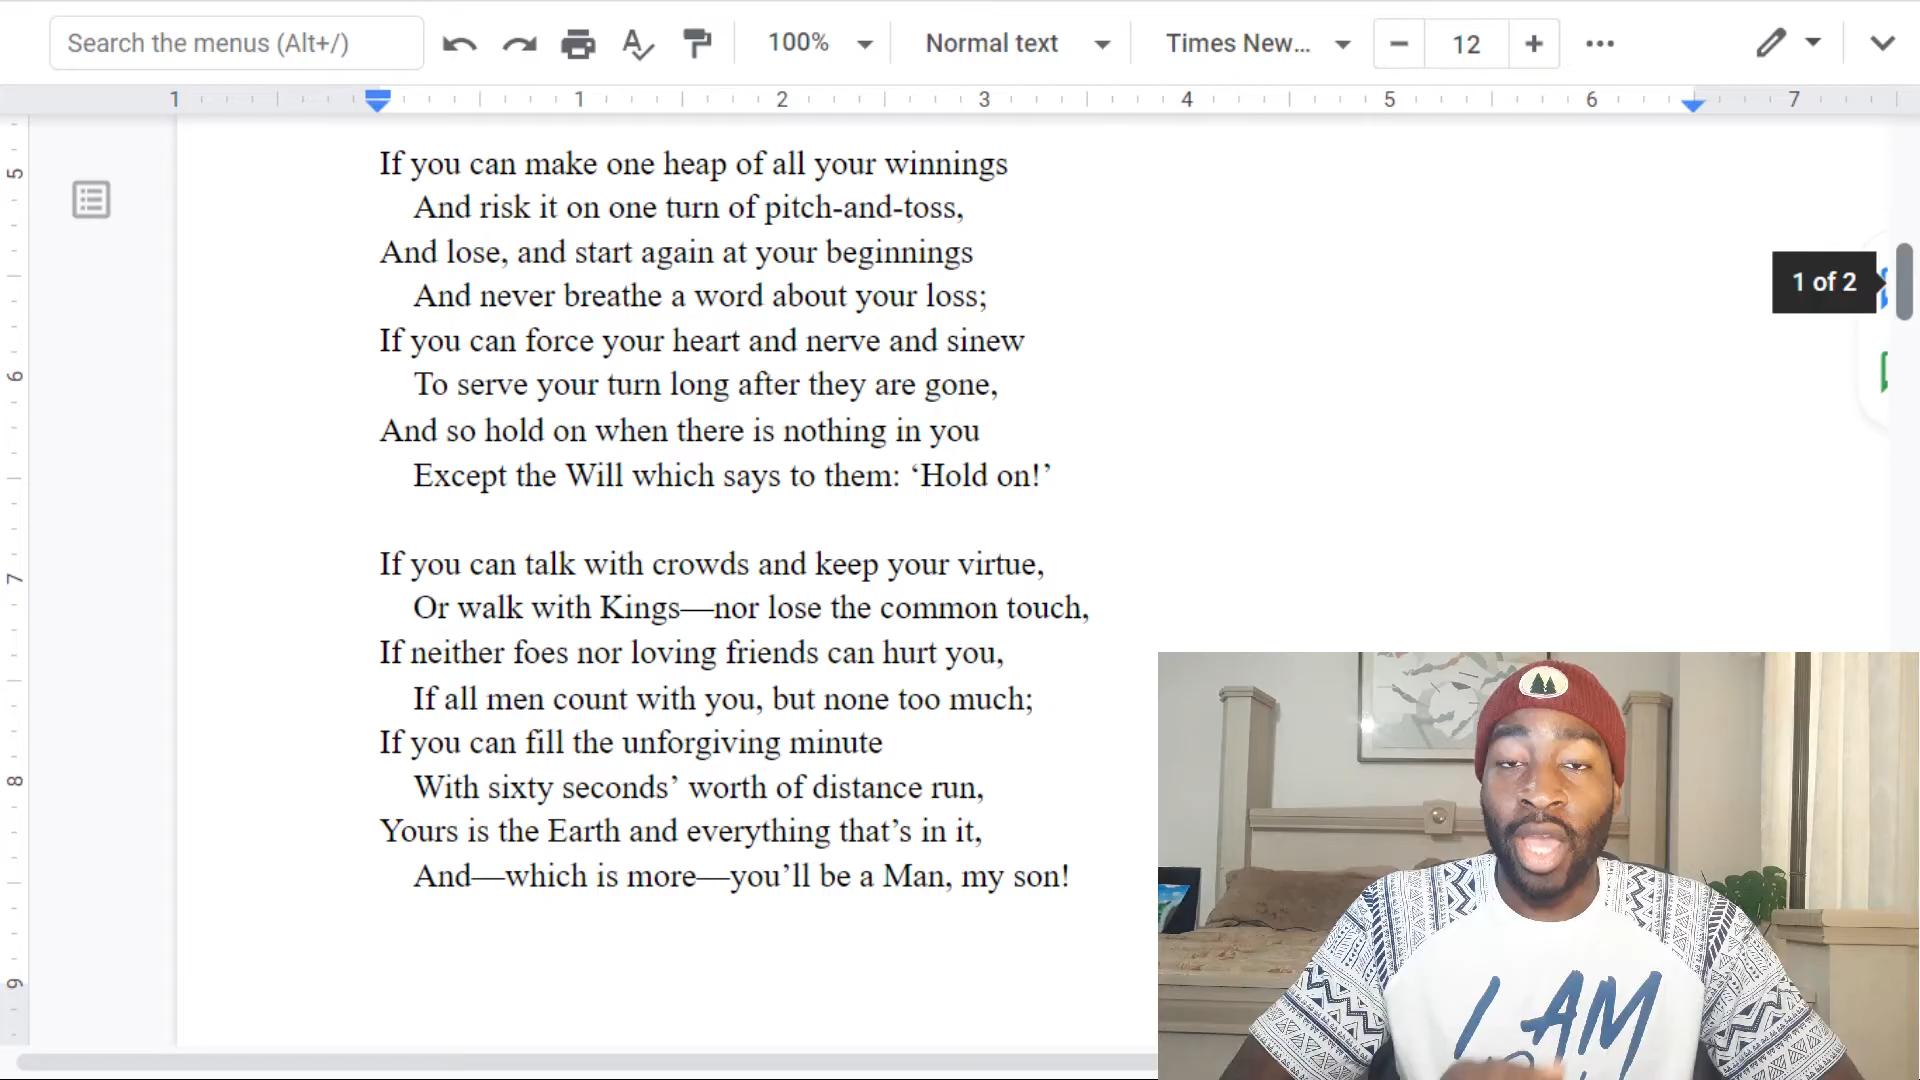 Search the menus (Alt+/) 100% Normal text Times New... 12
1 1 2 3 4 5 6 7
5
6
7
8
9
If you can make one heap of all your winnings
And risk it on one turn of pitch-and-toss,
And lose, and start again at your beginnings
And never breathe a word about your loss;
1 of 2
If you can force your heart and nerve and sinew
To serve your turn long after they are gone,
And so hold on when there is nothing in you
Except the Will which says to them: ‘Hold on!’
If you can talk with crowds and keep your virtue,
Or walk with Kings—nor lose the common touch,
If neither foes nor loving friends can hurt you,
If all men count with you, but none too much;
If you can fill the unforgiving minute
With sixty seconds’ worth of distance run,
Yours is the Earth and everything that’s in it,
And—which is more—you’ll be a Man, my son!
I AM